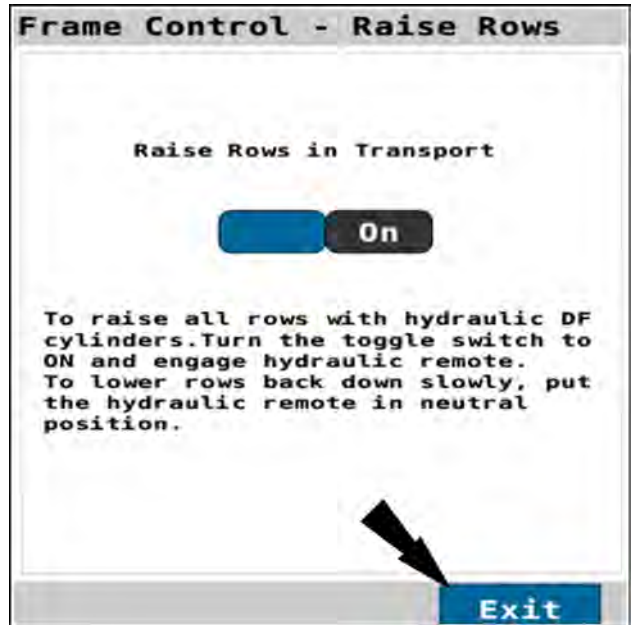 Frame Control - Raise Rows
Raise Rows in Transport
On
To raise all rows with hydraulic DF
cylinders.Turn the toggle switch to
ON and engage hydraulic remote.
To lower rows back down slowly, put
the hydraulic remote in neutral
position.
Exit